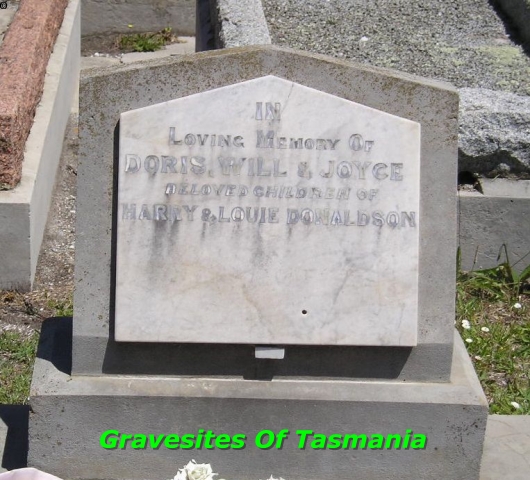 IN
LOVING MEMORY OF
DORIS, WILL & JOYCE
BELOVED CHILDREN OF
HARRY & LOUIE DONALDSON
Gravesites Of Tasmania